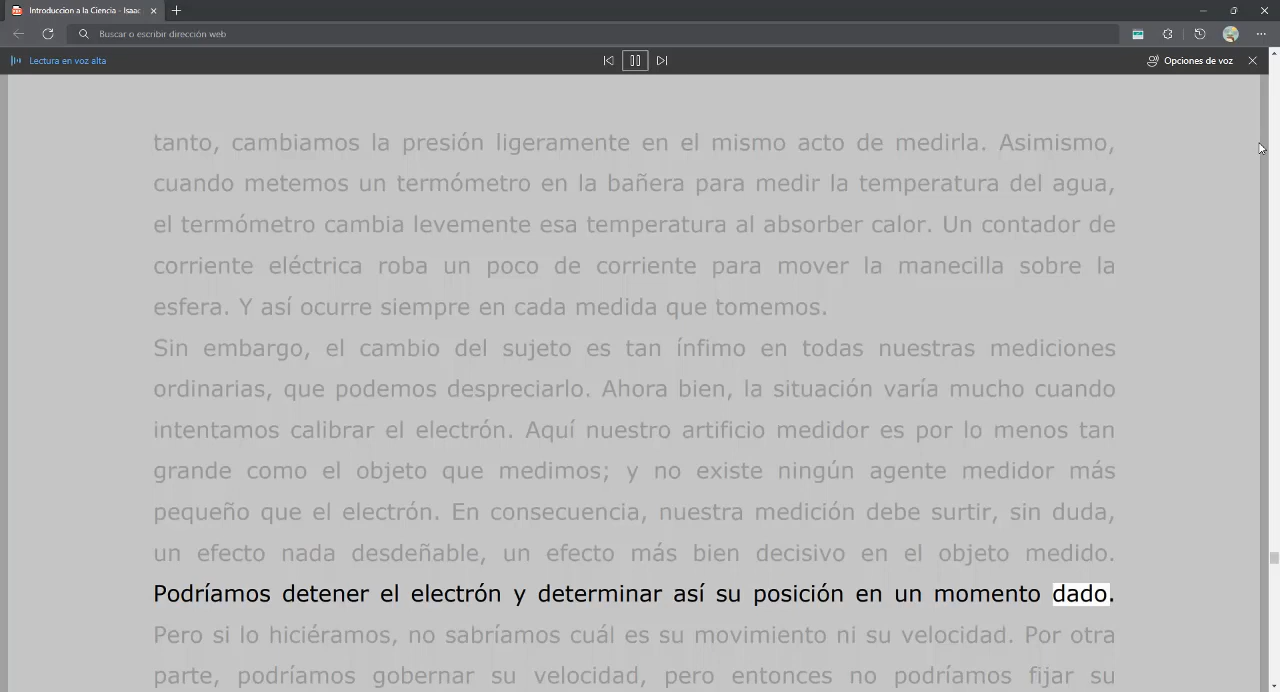 Introduccion a la Ciencia - Isaac
Buscar o escribir dirección web
Lectura en voz alta
Opciones de voz
tanto, cambiamos la presión ligeramente en el mismo acto de medirla. Asimismo,
cuando metemos un termómetro en la bañera para medir la temperatura del agua,
el termómetro cambia levemente esa temperatura al absorber calor. Un contador de
corriente eléctrica roba un poco de corriente para mover la manecilla sobre la
esfera. Y así ocurre siempre en cada medida que tomemos.
Sin embargo, el cambio del sujeto es tan ínfimo en todas nuestras mediciones
ordinarias, que podemos despreciarlo. Ahora bien, la situación varía mucho cuando
intentamos calibrar el electrón. Aquí nuestro artificio medidor es por lo menos tan
grande como el objeto que medimos; y no existe ningún agente medidor más
pequeño que el electrón. En consecuencia, nuestra medición debe surtir, sin duda,
un efecto nada desdeñable, un efecto más bien decisivo en el objeto medido.
Podríamos detener el electrón y determinar así su posición en un momento dado.
Pero si lo hiciéramos, no sabríamos cuál es su movimiento ni su velocidad. Por otra
parte, podríamos gobernar su velocidad, pero entonces no podríamos fijar su